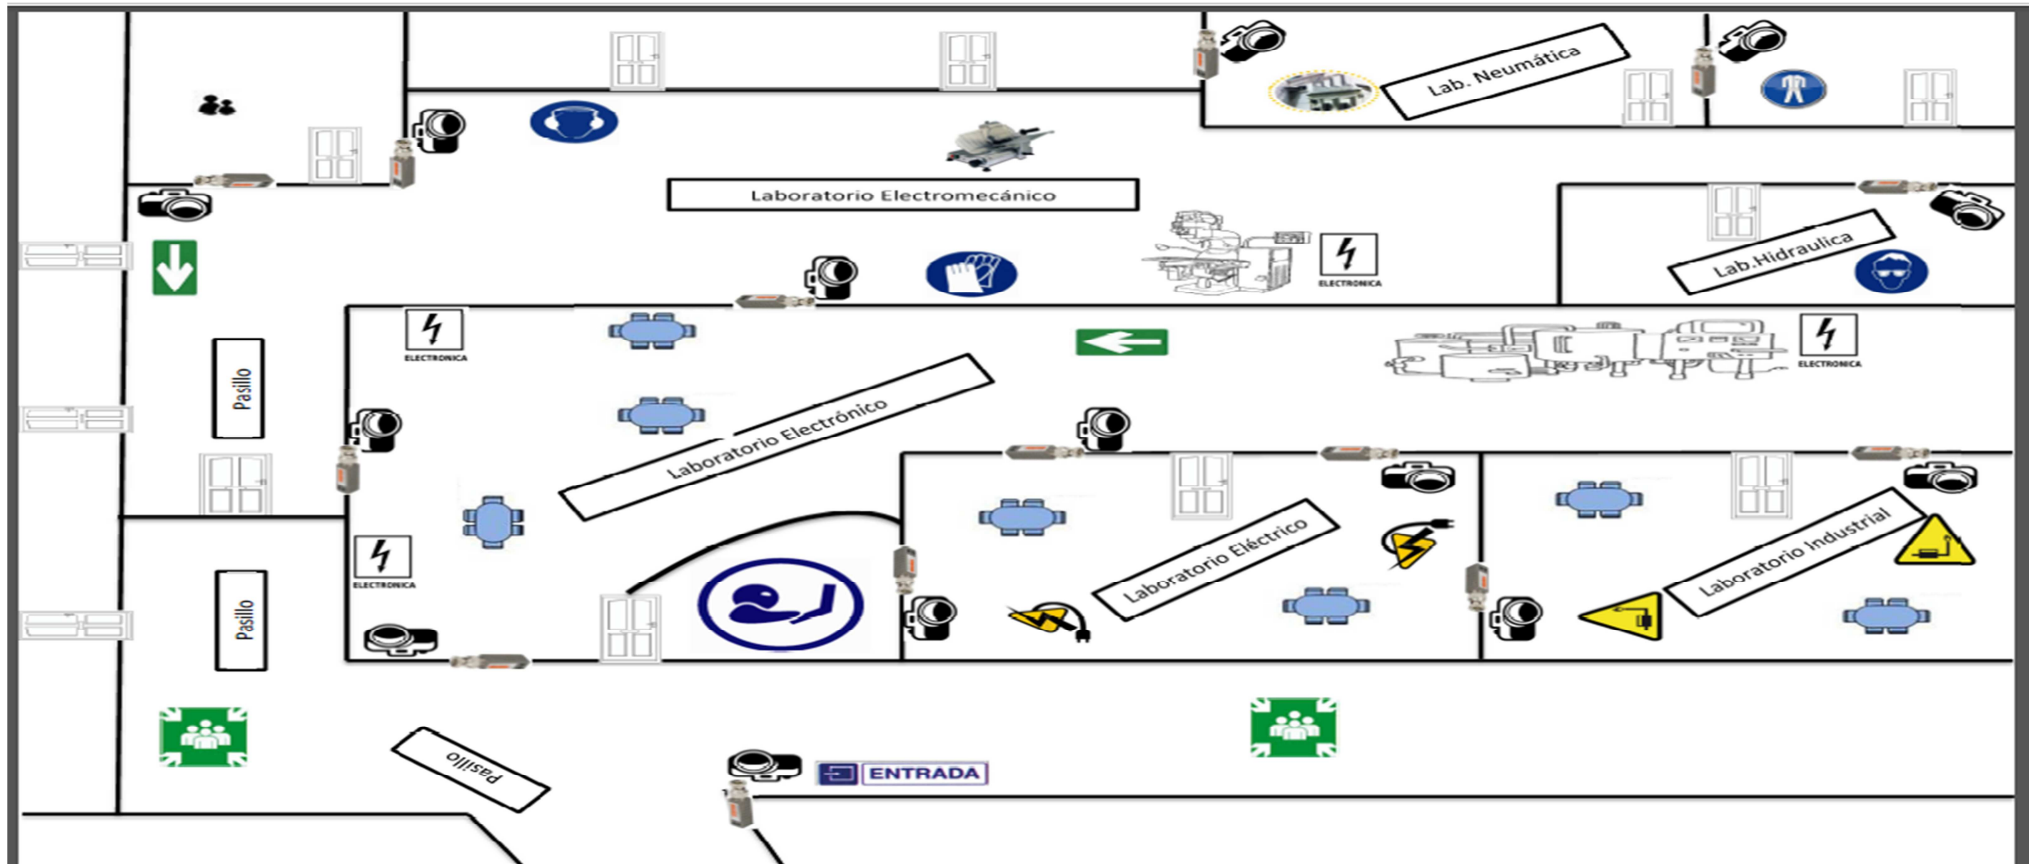 Lab. Neumática
Laboratorio Electromecánico
Lab.Hidraulica
ELECTRONICA
ELECTRONICA
ELECTRONICA
Pasillo
Laboratorio Electrónico
Laboratorio Eléctrico
Laboratorio Industrial
ELECTRONICA
Pasillo
Pasillo
ENTRADA